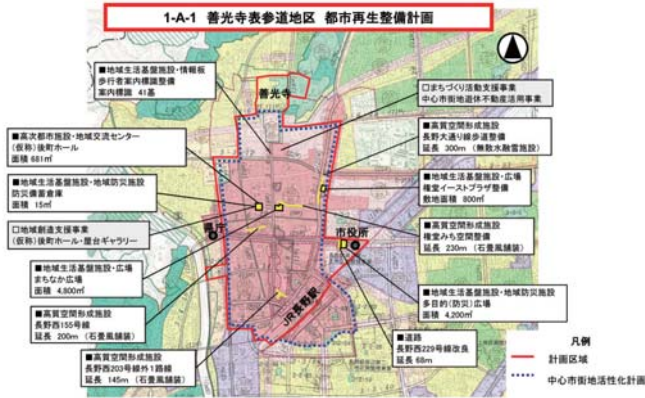 1-A-1 善光寺表参道地区 都市再生整備計画
■地域生活基盤施設・情報板
歩行者案内標識整備
案内標識 41基
善光寺
□まちづくり活動支援事業
中心市街地遊休不動産活用事業
■高次都市施設・地域交流センター
(仮称)後町ホール
面積 681㎡
■高質空間形成施設
長野大通り線歩道整備
延長 300m (無散水融雪施設)
■地域生活基盤施設・地域防災施設
防災備蓄倉庫
面積 15㎡
■地域生活基盤施設・広場
権堂イーストプラザ整備
敷地面積 800㎡
□地域創造支援事業
(仮称)後町ホール・屋台ギャラリー
県庁
市役所
■高質空間形成施設
権堂みち空間整備
延長 230m (石畳風舗装)
■地域生活基盤施設・広場
まちなか広場
面積 4,800㎡
■地域生活基盤施設・地域防災施設
多目的(防災)広場
面積 4,200㎡
■高質空間形成施設
長野西155号線
延長 200m (石畳風舗装)
JR長野駅
■道路
長野西229号線改良
延長 68m
■高質空間形成施設
長野西203号線外1路線
延長 145m (石畳風舗装)
凡例
計画区域
中心市街地活性化計画